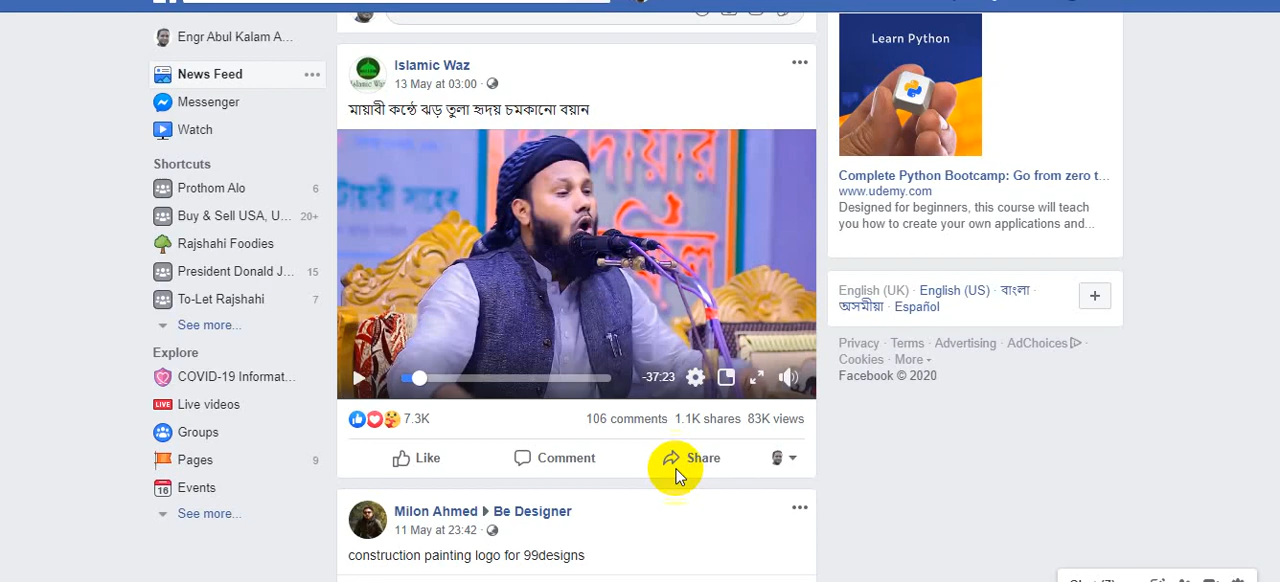 Engr Abul Kalam A...
News Feed
Messenger
Watch
Shortcuts
Prothom Alo 6
Buy & Sell USA, U... 20+
Rajshahi Foodies
President Donald J... 15
To-Let Rajshahi 7
See more...
Explore
COVID-19 Informat...
LIVE Live videos
Groups
Pages 9
16 Events
See more...
Islamic Waz
13 May at 03:00 ·
মায়াবী কন্ঠে ঝড় তুলা হৃদয় চমকানো বয়ান
-37:23
7.3K 106 comments 1.1K shares 83K views
Like Comment Share
Milon Ahmed Be Designer
11 May at 23:42 ·
construction painting logo for 99designs
Learn Python
Complete Python Bootcamp: Go from zero t...
www.udemy.com
Designed for beginners, this course will teach
you how to create your own applications and...
English (UK) · English (US) · বাংলা ·
অসমীয়া · Español
Privacy · Terms · Advertising · AdChoices ·
Cookies · More
Facebook © 2020